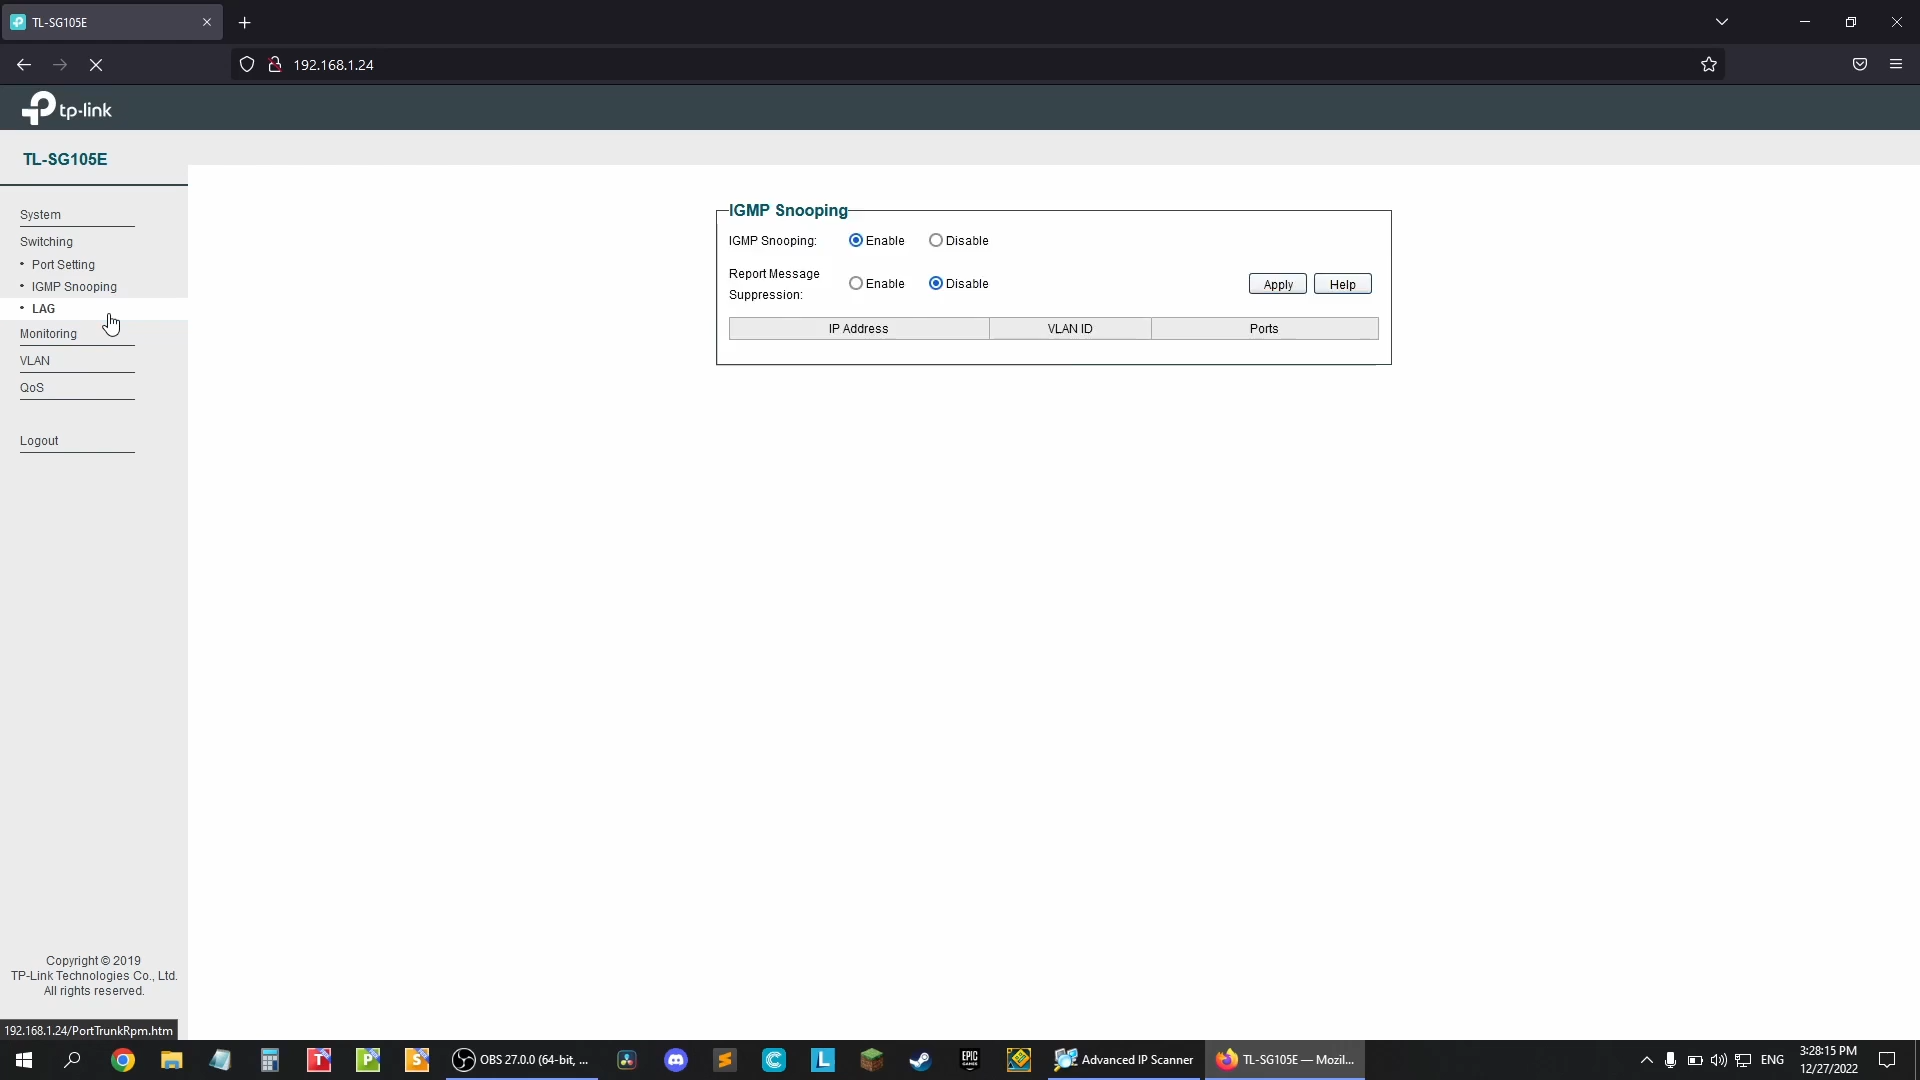 TL-SG105E
192.168.1.24
tp-link
TL-SG105E
System
Switching
Port Setting
IGMP Snooping
LAG
Monitoring
VLAN
QoS
Logout
IGMP Snooping
IGMP Snooping: Enable Disable
Report Message Suppression: Enable Disable Apply Help
IP Address VLAN ID Ports
Copyright © 2019
TP-Link Technologies Co., Ltd.
All rights reserved.
192.168.1.24/PortTrunkRpm.htm
OBS 27.0.0 (64-bit, ...
EPIC GAMES
Advanced IP Scanner
TL-SG105E — Mozil...
ENG
3:28:15 PM
12/27/2022